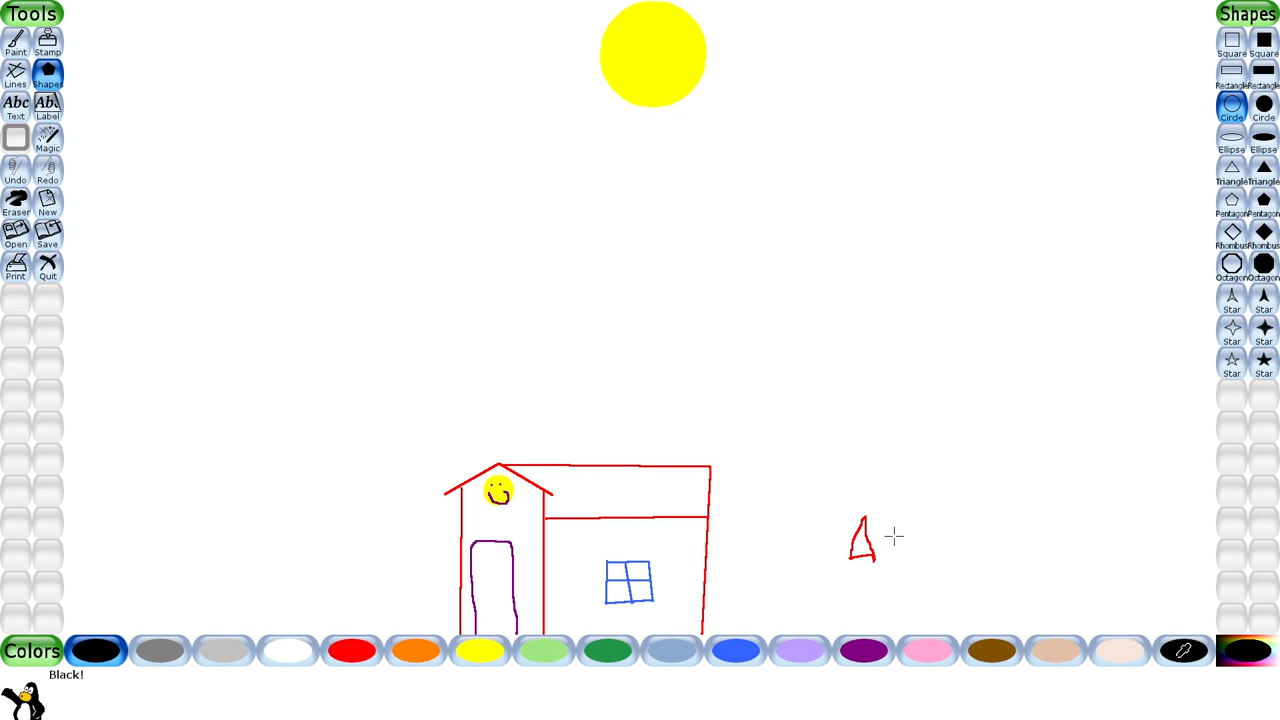 Tools
Shapes
Paint Stamp
Lines Shapes
Abc Abc
Text Label
Magic
Undo Redo
Eraser New
Open Save
Print Quit
Square Square
Rectangle Rectangle
Circle Circle
Ellipse Ellipse
Triangle Triangle
Pentagon Pentagon
Rhombus Rhombus
Octagon Octagon
Star Star
Star Star
Star Star
Colors
Black!